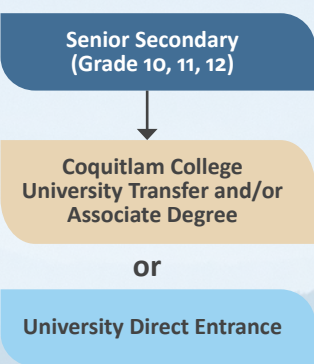 Senior Secondary
(Grade 10, 11, 12)
Coquitlam College
University Transfer and/or
Associate Degree
or
University Direct Entrance